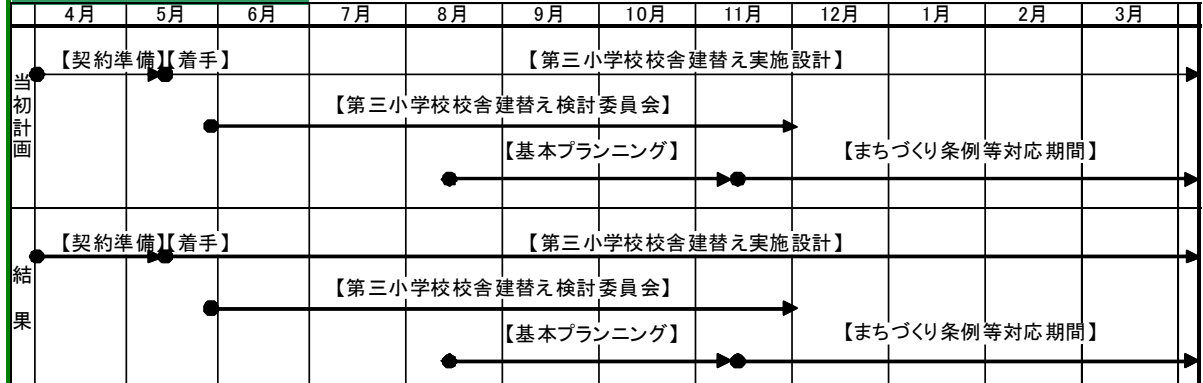 4月 5月 6月 7月 8月 9月 10月 11月 12月 1月 2月 3月
当初計画
【契約準備】【着手】 【第三小学校校舎建替え実施設計】
【第三小学校校舎建替え検討委員会】
【基本プランニング】 【まちづくり条例等対応期間】
結果
【契約準備】【着手】 【第三小学校校舎建替え実施設計】
【第三小学校校舎建替え検討委員会】
【基本プランニング】 【まちづくり条例等対応期間】